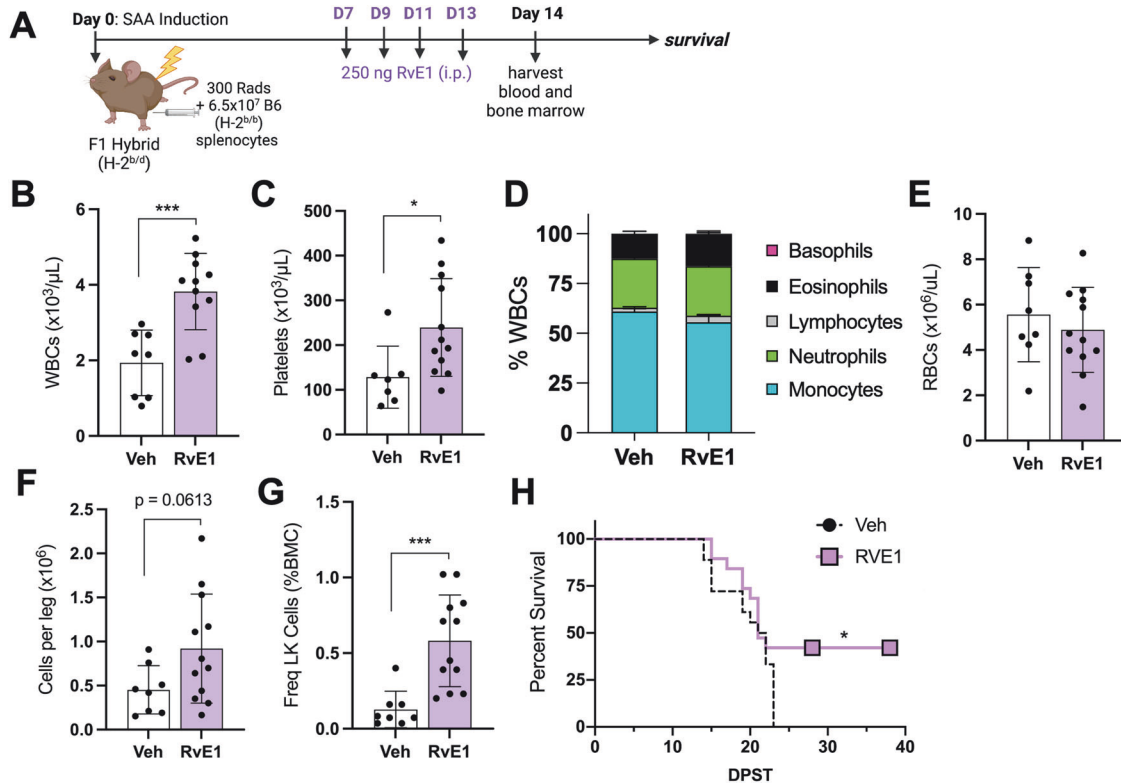 A
Day 0: SAA Induction
D7 D9 D11 D13
Day 14
survival
250 ng RvE1 (i.p.)
harvest
blood and
bone marrow
300 Rads
+ 6.5x10⁷ B6
(H-2ᵇ/ᵇ)
splenocytes
F1 Hybrid
(H-2ᵇ/ᵈ)
B
WBCs (x10³/µL)
6
4
2
0
***
Veh RvE1
C
Platelets (x10³/µL)
500
400
300
200
100
0
*
Veh RvE1
D
% WBCs
100
75
50
25
0
Veh RvE1
Basophils
Eosinophils
Lymphocytes
Neutrophils
Monocytes
E
RBCs (x10⁶/uL)
10
8
6
4
2
0
Veh RvE1
F
Cells per leg (x10⁶)
2.5
2.0
1.5
1.0
0.5
0.0
p = 0.0613
Veh RvE1
G
Freq LK Cells (%BMC)
1.5
1.0
0.5
0.0
***
Veh RvE1
H
Percent Survival
100
75
50
25
0
Veh
RVE1
*
0 10 20 30 40
DPST